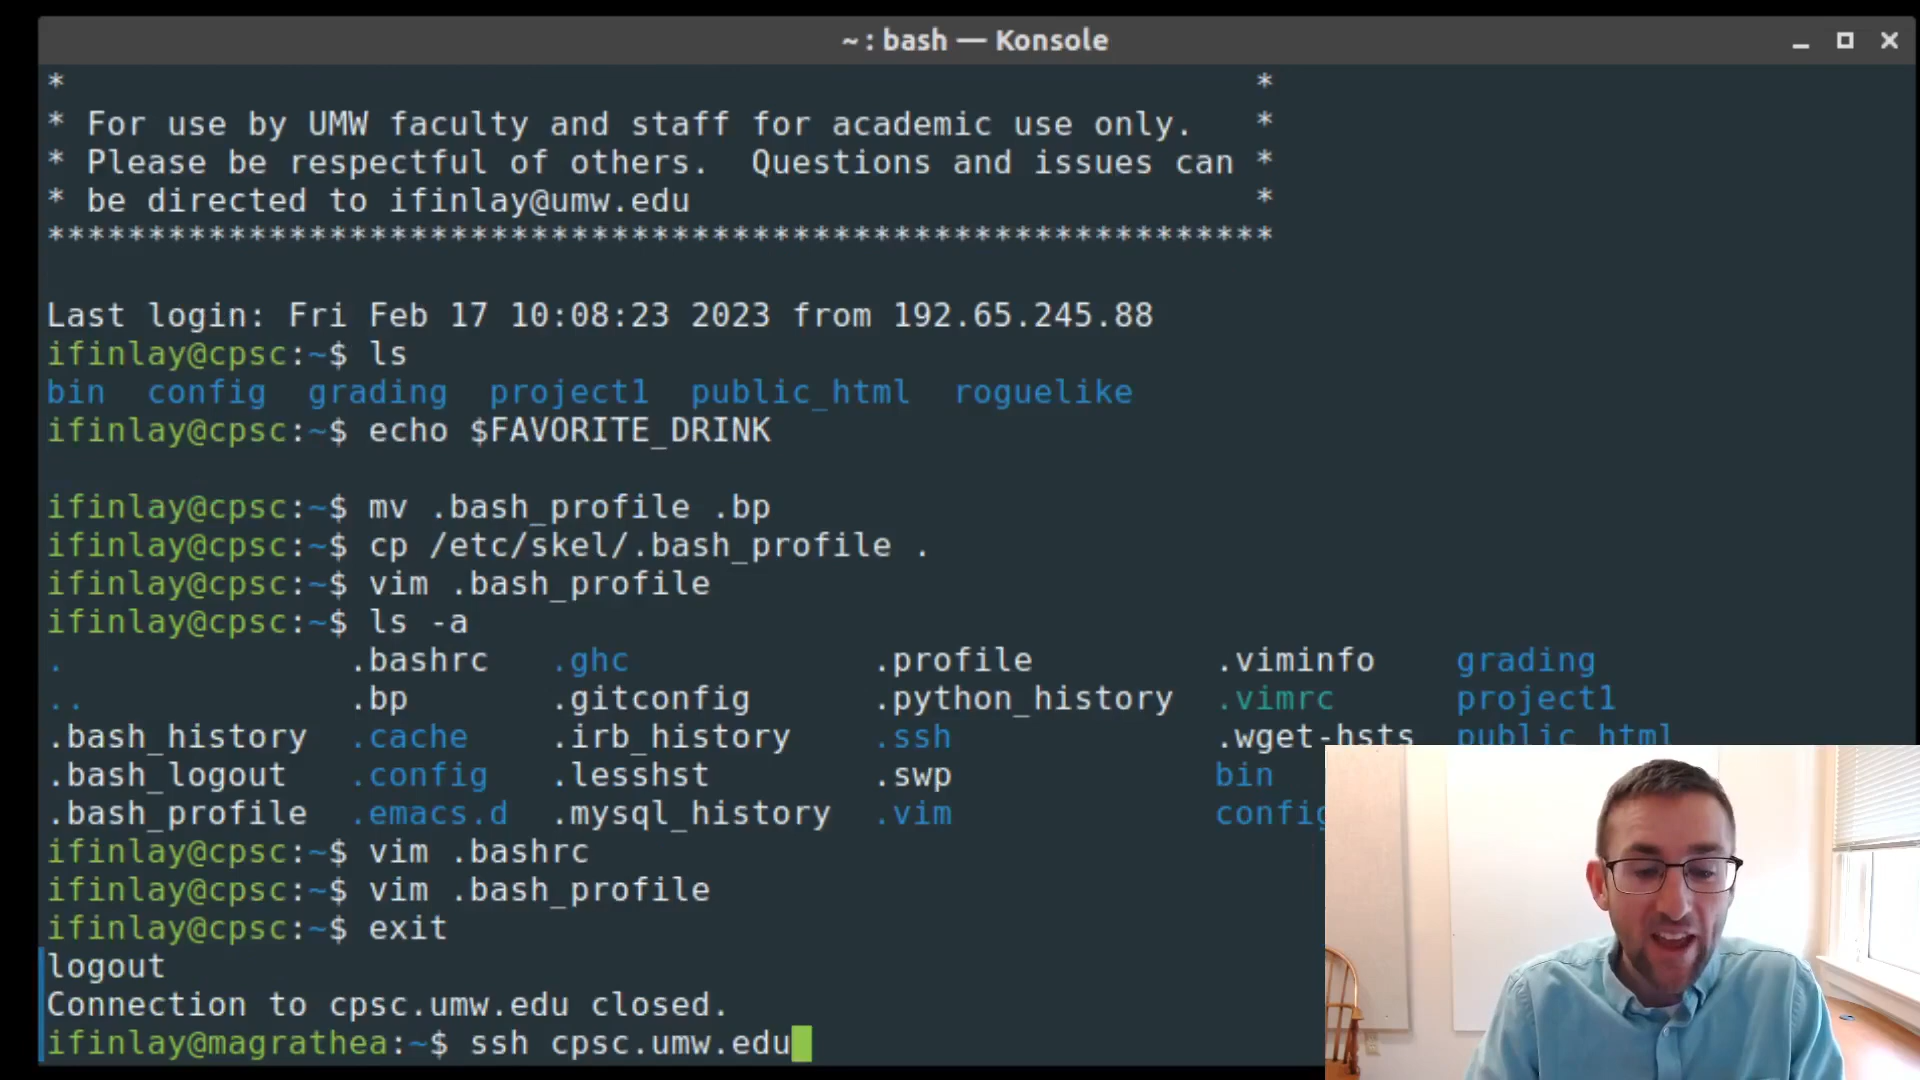 ~ : bash — Konsole
* *
* For use by UMW faculty and staff for academic use only. *
* Please be respectful of others. Questions and issues can *
* be directed to ifinlay@umw.edu *
*************************************************************
Last login: Fri Feb 17 10:08:23 2023 from 192.65.245.88
ifinlay@cpsc:~$ ls
bin config grading project1 public_html roguelike
ifinlay@cpsc:~$ echo $FAVORITE_DRINK
ifinlay@cpsc:~$ mv .bash_profile .bp
ifinlay@cpsc:~$ cp /etc/skel/.bash_profile .
ifinlay@cpsc:~$ vim .bash_profile
ifinlay@cpsc:~$ ls -a
. .bashrc .ghc .profile .viminfo grading
.. .bp .gitconfig .python_history .vimrc project1
.bash_history .cache .irb_history .ssh .wget-hsts public_html
.bash_logout .config .lesshst .swp bin
.bash_profile .emacs.d .mysql_history .vim config
ifinlay@cpsc:~$ vim .bashrc
ifinlay@cpsc:~$ vim .bash_profile
ifinlay@cpsc:~$ exit
logout
Connection to cpsc.umw.edu closed.
ifinlay@magrathea:~$ ssh cpsc.umw.edu